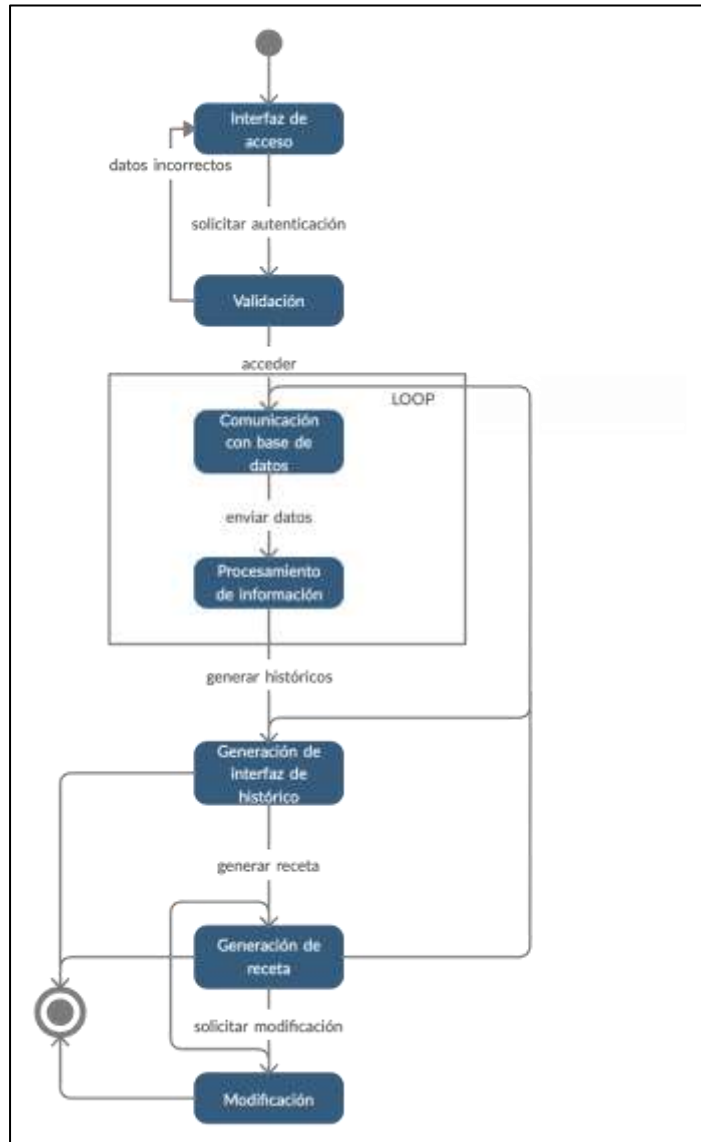 Interfaz de
acceso
datos incorrectos
solicitar autenticación
Validación
acceder
LOOP
Comunicación
con base de
datos
enviar datos
Procesamiento
de información
generar históricos
Generación de
interfaz de
histórico
generar receta
Generación de
receta
solicitar modificación
Modificación